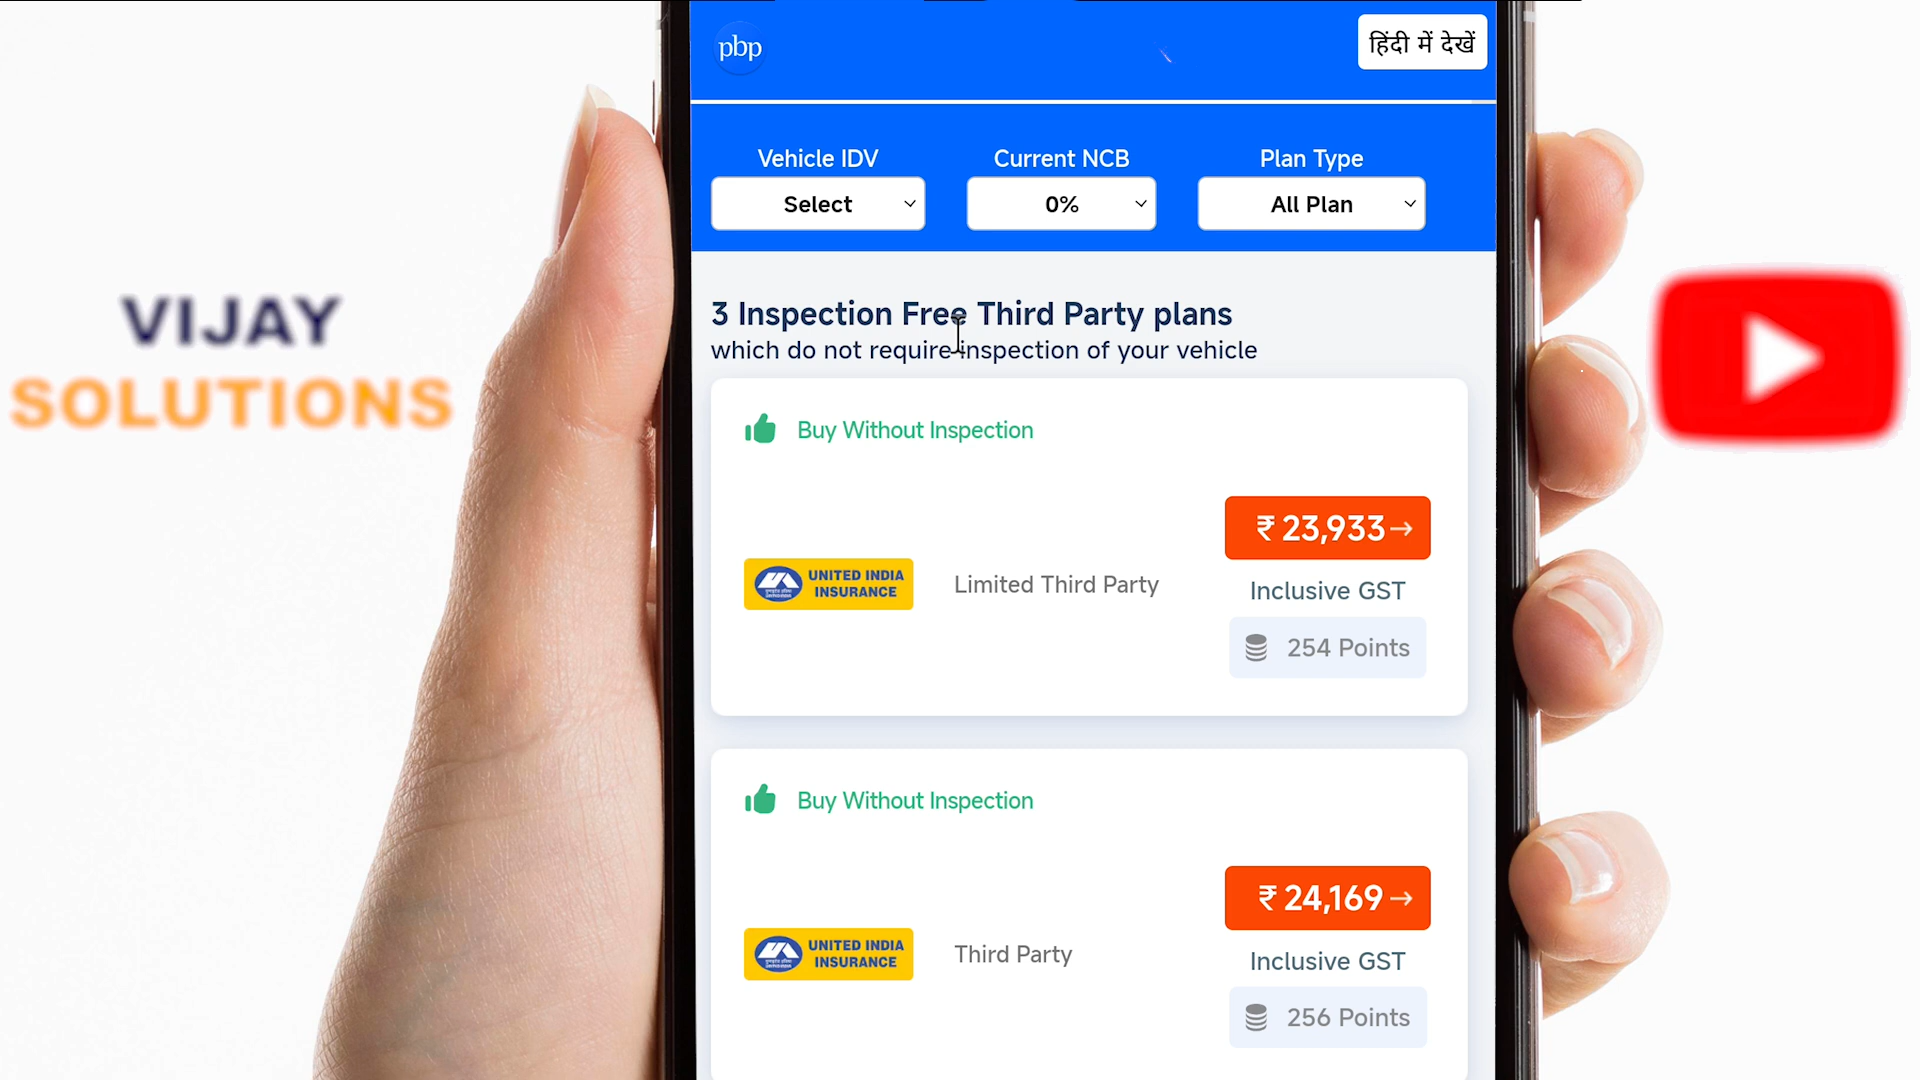 pbp
हिंदी में देखें
Vehicle IDV
Current NCB
Plan Type
Select
0%
All Plan
VIJAY
SOLUTIONS
3 Inspection Free Third Party plans
which do not require inspection of your vehicle
Buy Without Inspection
₹ 23,933→
UNITED INDIA
INSURANCE
Limited Third Party
Inclusive GST
254 Points
Buy Without Inspection
₹ 24,169→
UNITED INDIA
INSURANCE
Third Party
Inclusive GST
256 Points